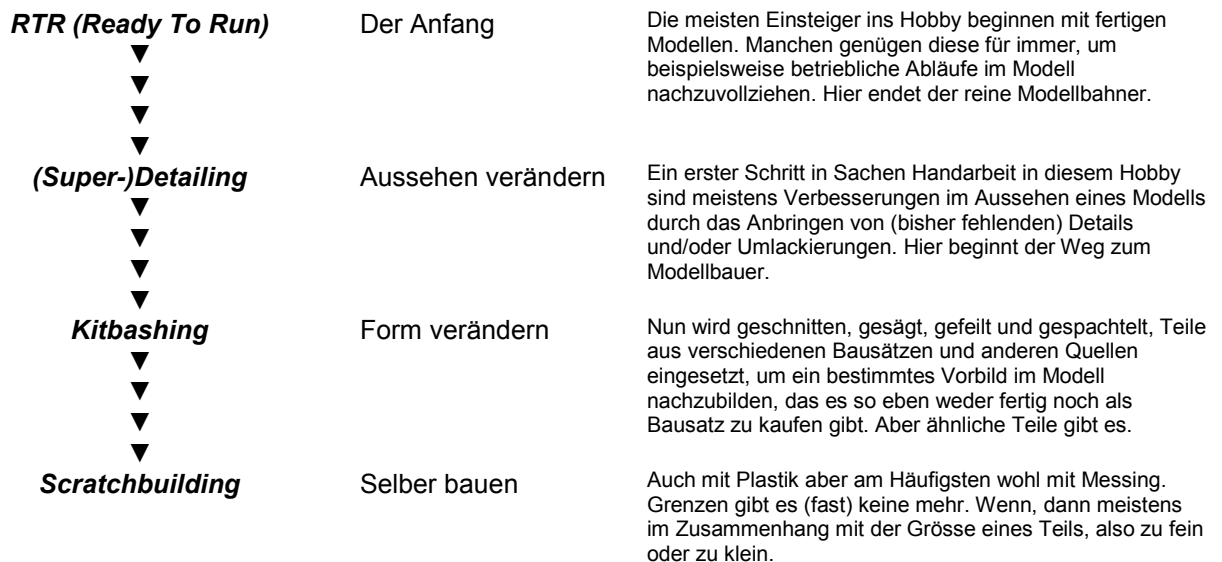 RTR (Ready To Run) Der Anfang Die meisten Einsteiger ins Hobby beginnen mit fertigen
Modellen. Manchen genügen diese für immer, um
beispielsweise betriebliche Abläufe im Modell
nachzuvollziehen. Hier endet der reine Modellbahner.
(Super-)Detailing Aussehen verändern Ein erster Schritt in Sachen Handarbeit in diesem Hobby
sind meistens Verbesserungen im Aussehen eines Modells
durch das Anbringen von (bisher fehlenden) Details
und/oder Umlackierungen. Hier beginnt der Weg zum
Modellbauer.
Kitbashing Form verändern Nun wird geschnitten, gesägt, gefeilt und gespachtelt, Teile
aus verschiedenen Bausätzen und anderen Quellen
eingesetzt, um ein bestimmtes Vorbild im Modell
nachzubilden, das es so eben weder fertig noch als
Bausatz zu kaufen gibt. Aber ähnliche Teile gibt es.
Scratchbuilding Selber bauen Auch mit Plastik aber am Häufigsten wohl mit Messing.
Grenzen gibt es (fast) keine mehr. Wenn, dann meistens
im Zusammenhang mit der Grösse eines Teils, also zu fein
oder zu klein.